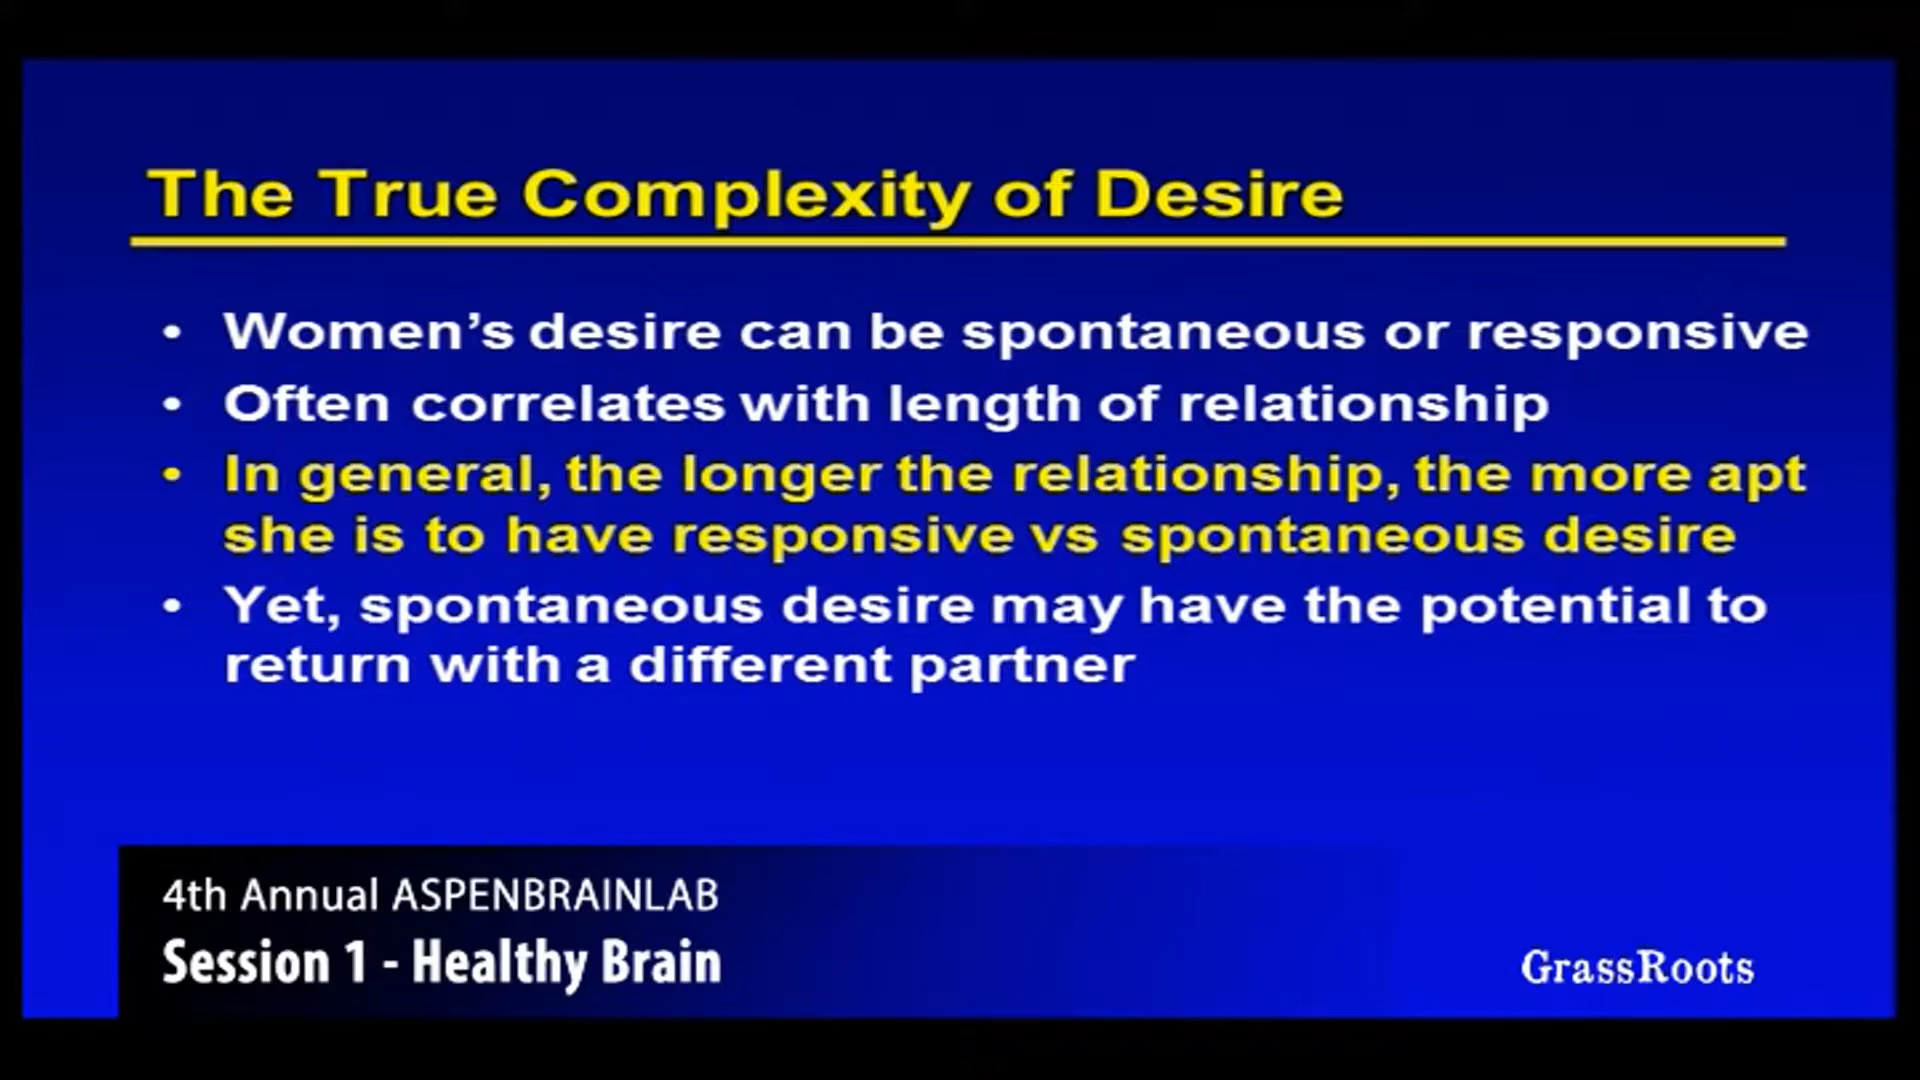 The True Complexity of Desire
• Women’s desire can be spontaneous or responsive
• Often correlates with length of relationship
• In general, the longer the relationship, the more apt
she is to have responsive vs spontaneous desire
• Yet, spontaneous desire may have the potential to
return with a different partner
4th Annual ASPENBRAINLAB
Session 1 - Healthy Brain
GrassRoots